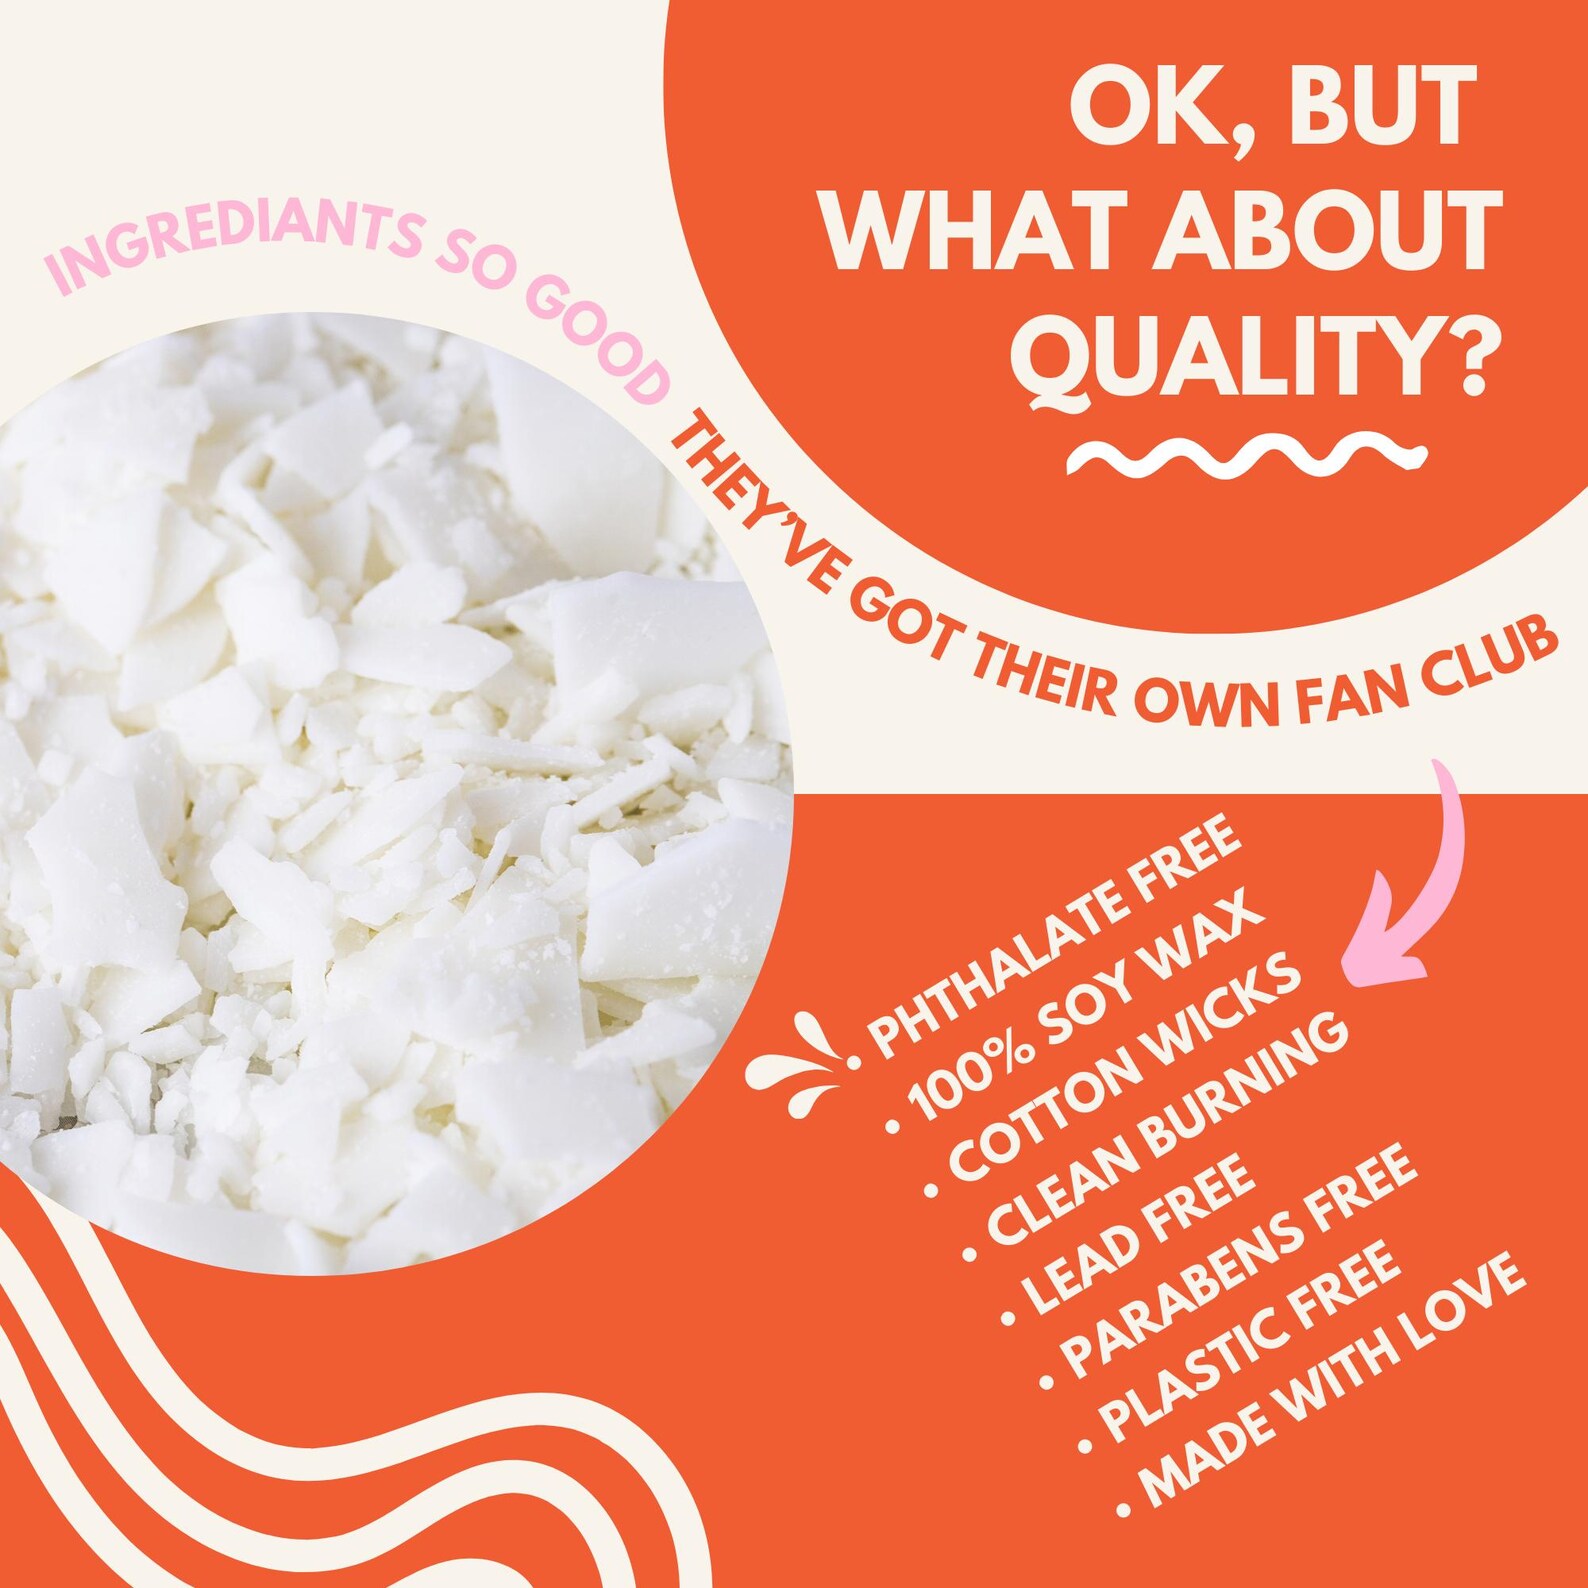 OK, BUT
WHAT ABOUT
QUALITY?
INGREDIANTS SO GOOD THEY'VE GOT THEIR OWN FAN CLUB
• PHTHALATE FREE
• 100% SOY WAX
• COTTON WICKS
• CLEAN BURNING
• LEAD FREE
• PARABENS FREE
• PLASTIC FREE
• MADE WITH LOVE